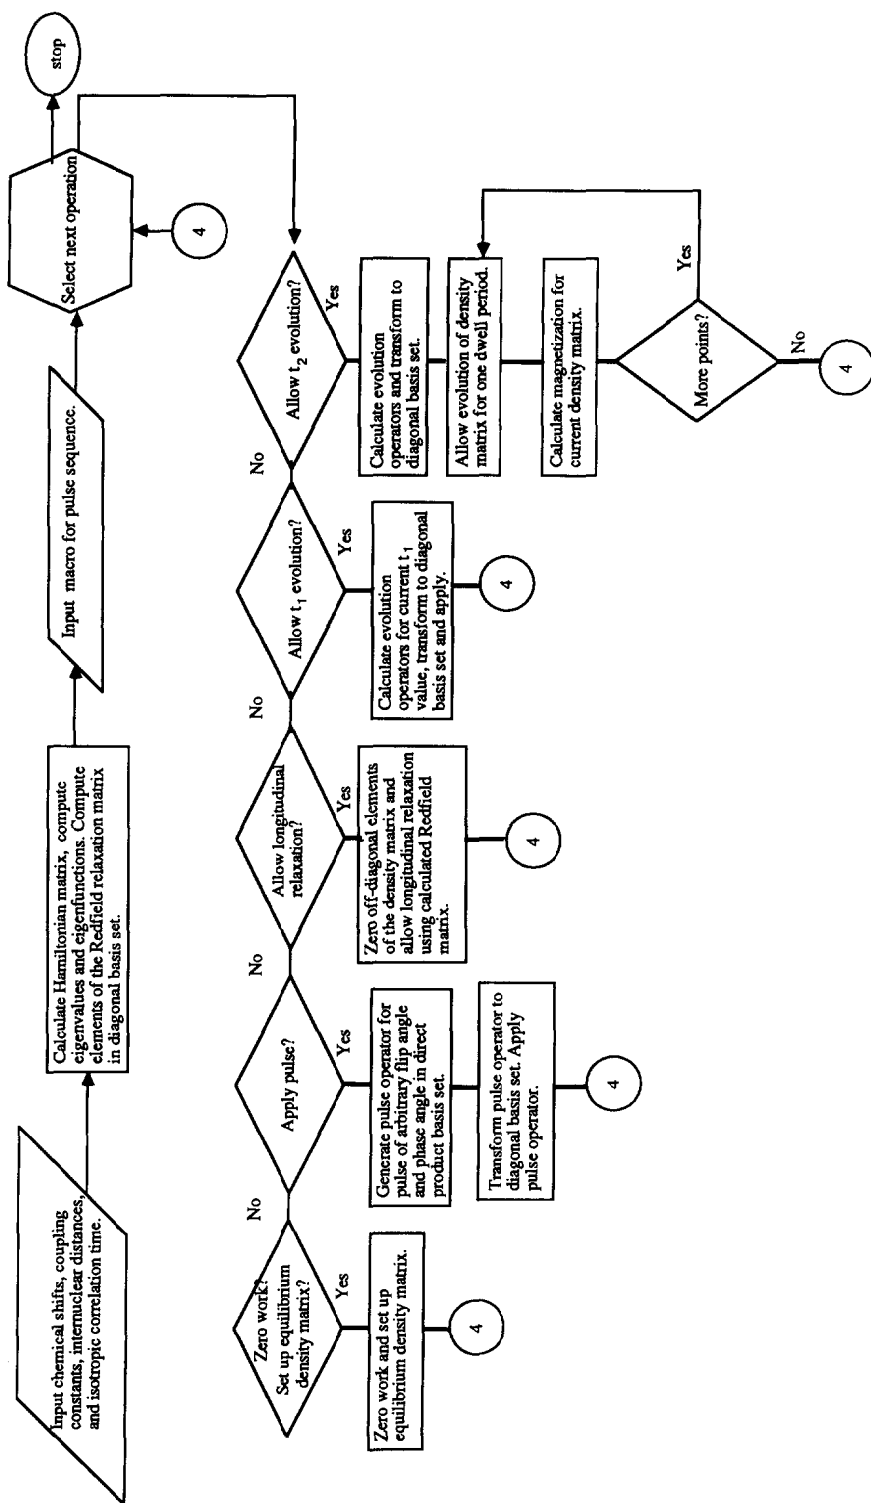 Input chemical shifts, coupling
constants, internuclear distances,
and isotropic correlation time.
Calculate Hamiltonian matrix, compute
eigenvalues and eigenfunctions. Compute
elements of the Redfield relaxation matrix
in diagonal basis set.
Input macro for pulse sequence.
Select next operation
stop
4
Zero work?
Set up equilibrium
density matrix?
No
Yes
Zero work and set up
equilibrium density matrix.
4
Apply pulse?
No
Yes
Generate pulse operator for
pulse of arbitrary flip angle
and phase angle in direct
product basis set.
Transform pulse operator to
diagonal basis set. Apply
pulse operator.
4
Allow longitudinal
relaxation?
No
Yes
Zero off-diagonal elements
of the density matrix and
allow longitudinal relaxation
using calculated Redfield
matrix.
4
Allow t₁ evolution?
No
Yes
Calculate evolution
operators for current t₁
value, transform to diagonal
basis set and apply.
4
Allow t₂ evolution?
Yes
Calculate evolution
operators and transform to
diagonal basis set.
Allow evolution of density
matrix for one dwell period.
Calculate magnetization for
current density matrix.
More points?
Yes
No
4